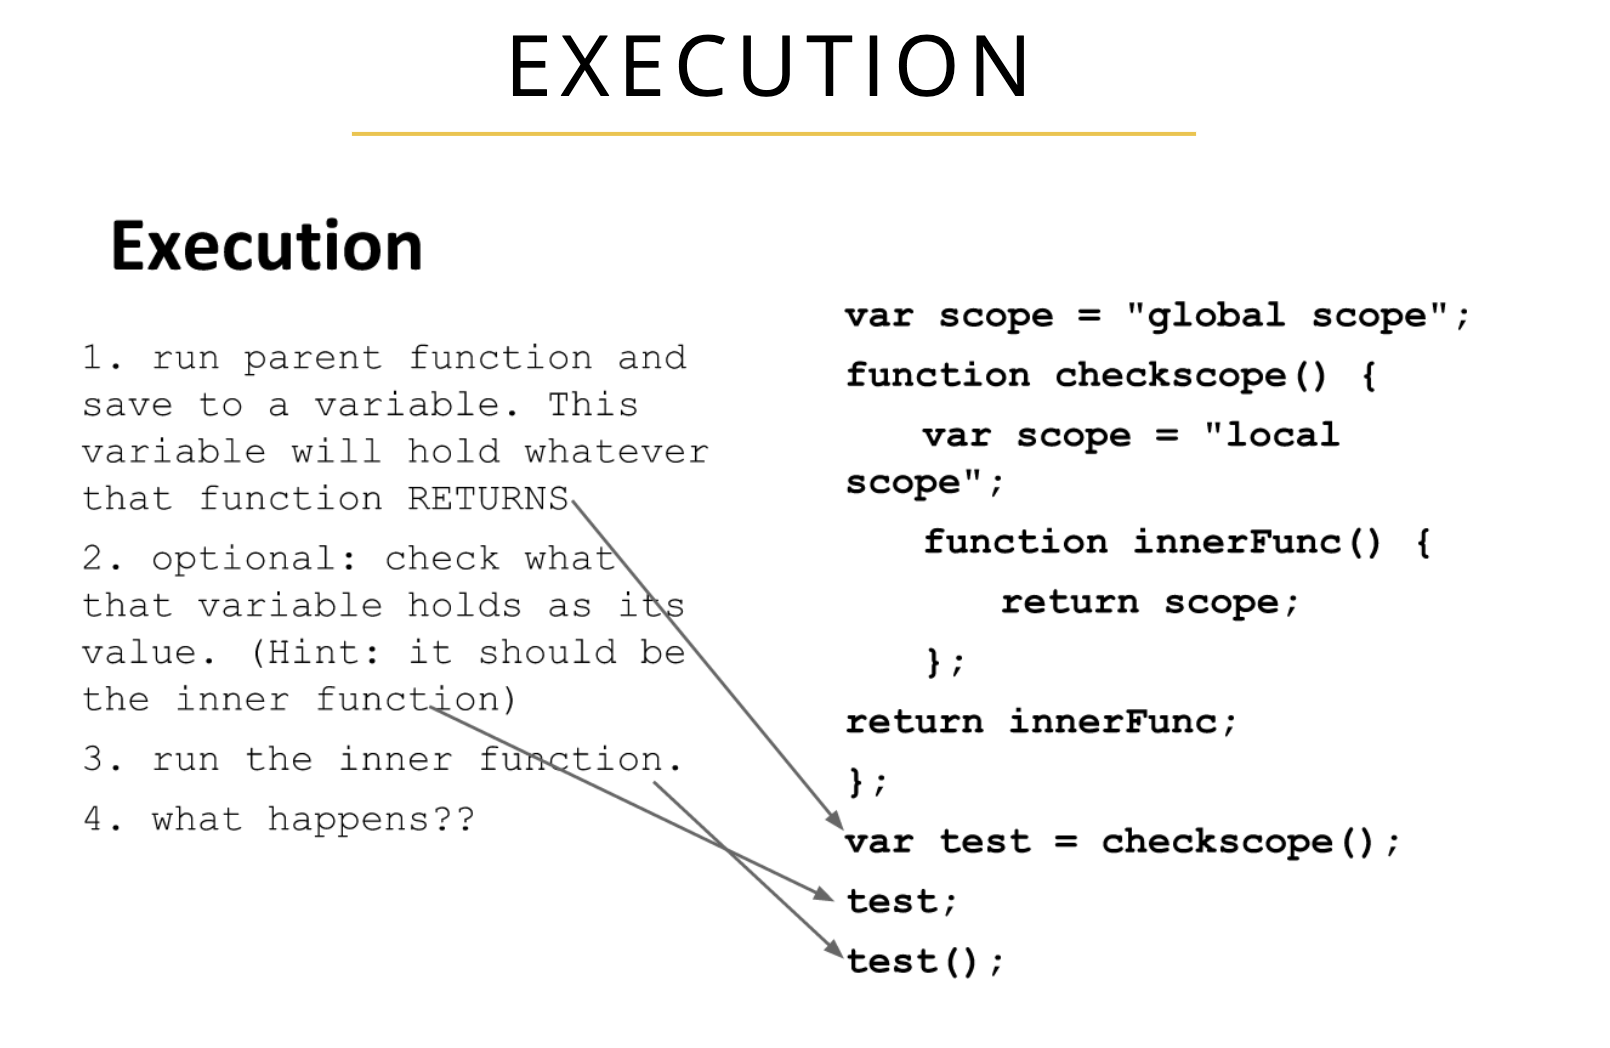 EXECUTION
Execution
1. run parent function and
save to a variable. This
variable will hold whatever
that function RETURNS
2. optional: check what
that variable holds as its
value. (Hint: it should be
the inner function)
3. run the inner function.
4. what happens??
var scope = "global scope";
function checkscope() {
var scope = "local
scope";
function innerFunc() {
return scope;
};
return innerFunc;
};
var test = checkscope();
test;
test();